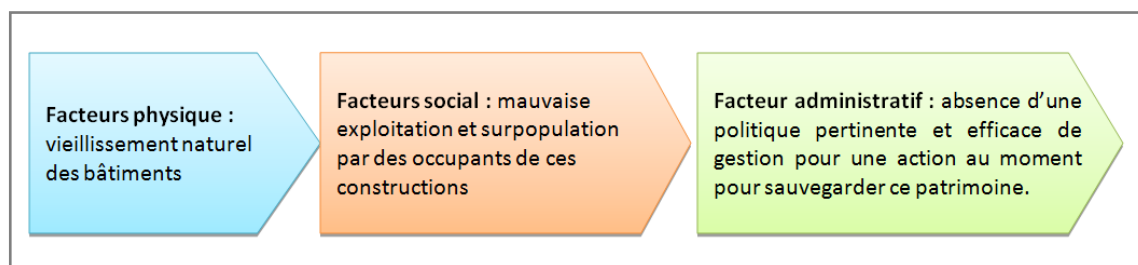 Facteurs physique :
vieillissement naturel
des bâtiments
Facteurs social : mauvaise
exploitation et surpopulation
par des occupants de ces
constructions
Facteur administratif : absence d’une
politique pertinente et efficace de
gestion pour une action au moment
pour sauvegarder ce patrimoine.